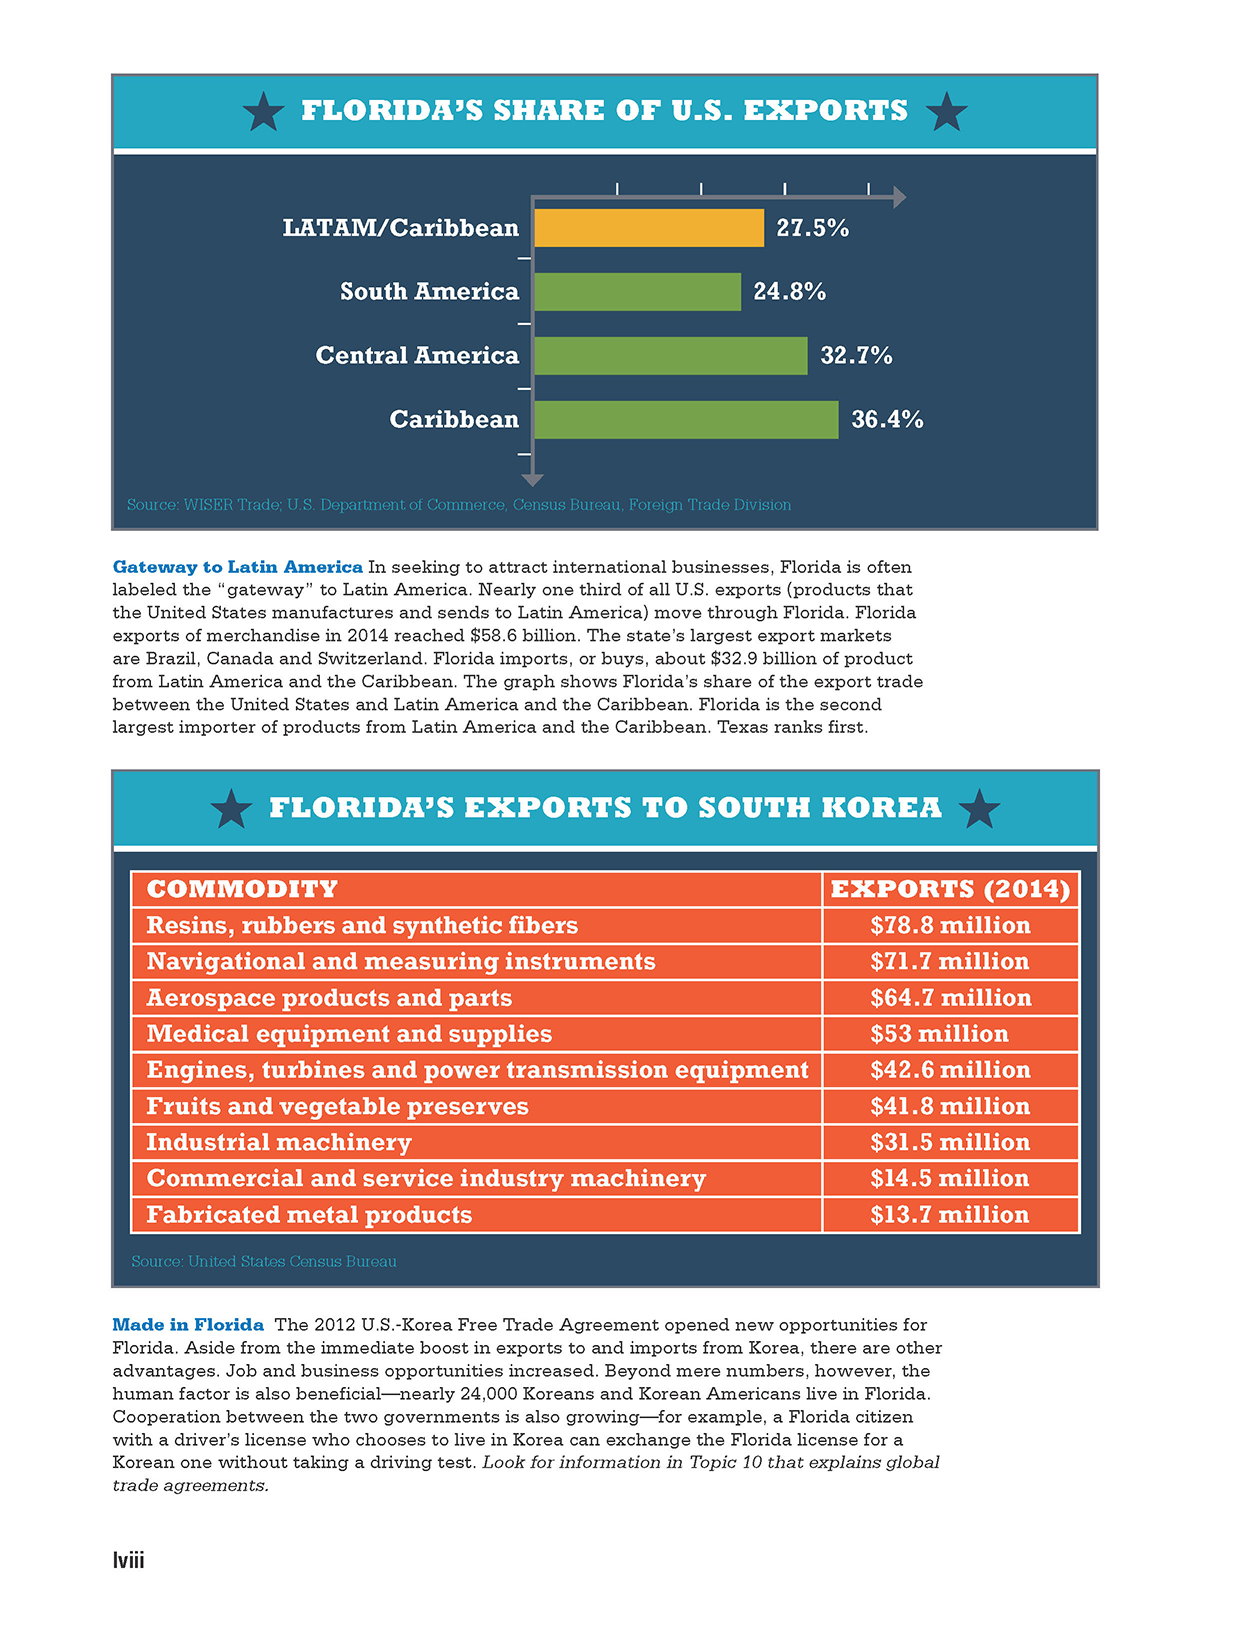 FLORIDA'S SHARE OF U.S. EXPORTS
LATAM/Caribbean 27.5%
South America 24.8%
Central America 32.7%
Caribbean 36.4%
Source: WISER Trade; U.S. Department of Commerce, Census Bureau, Foreign Trade Division
Gateway to Latin America In seeking to attract international businesses, Florida is often
labeled the “gateway” to Latin America. Nearly one third of all U.S. exports (products that
the United States manufactures and sends to Latin America) move through Florida. Florida
exports of merchandise in 2014 reached $58.6 billion. The state’s largest export markets
are Brazil, Canada and Switzerland. Florida imports, or buys, about $32.9 billion of product
from Latin America and the Caribbean. The graph shows Florida’s share of the export trade
between the United States and Latin America and the Caribbean. Florida is the second
largest importer of products from Latin America and the Caribbean. Texas ranks first.
FLORIDA’S EXPORTS TO SOUTH KOREA
COMMODITY EXPORTS (2014)
Resins, rubbers and synthetic fibers $78.8 million
Navigational and measuring instruments $71.7 million
Aerospace products and parts $64.7 million
Medical equipment and supplies $53 million
Engines, turbines and power transmission equipment $42.6 million
Fruits and vegetable preserves $41.8 million
Industrial machinery $31.5 million
Commercial and service industry machinery $14.5 million
Fabricated metal products $13.7 million
Source: United States Census Bureau
Made in Florida The 2012 U.S.-Korea Free Trade Agreement opened new opportunities for
Florida. Aside from the immediate boost in exports to and imports from Korea, there are other
advantages. Job and business opportunities increased. Beyond mere numbers, however, the
human factor is also beneficial—nearly 24,000 Koreans and Korean Americans live in Florida.
Cooperation between the two governments is also growing—for example, a Florida citizen
with a driver’s license who chooses to live in Korea can exchange the Florida license for a
Korean one without taking a driving test. Look for information in Topic 10 that explains global
trade agreements.
lviii